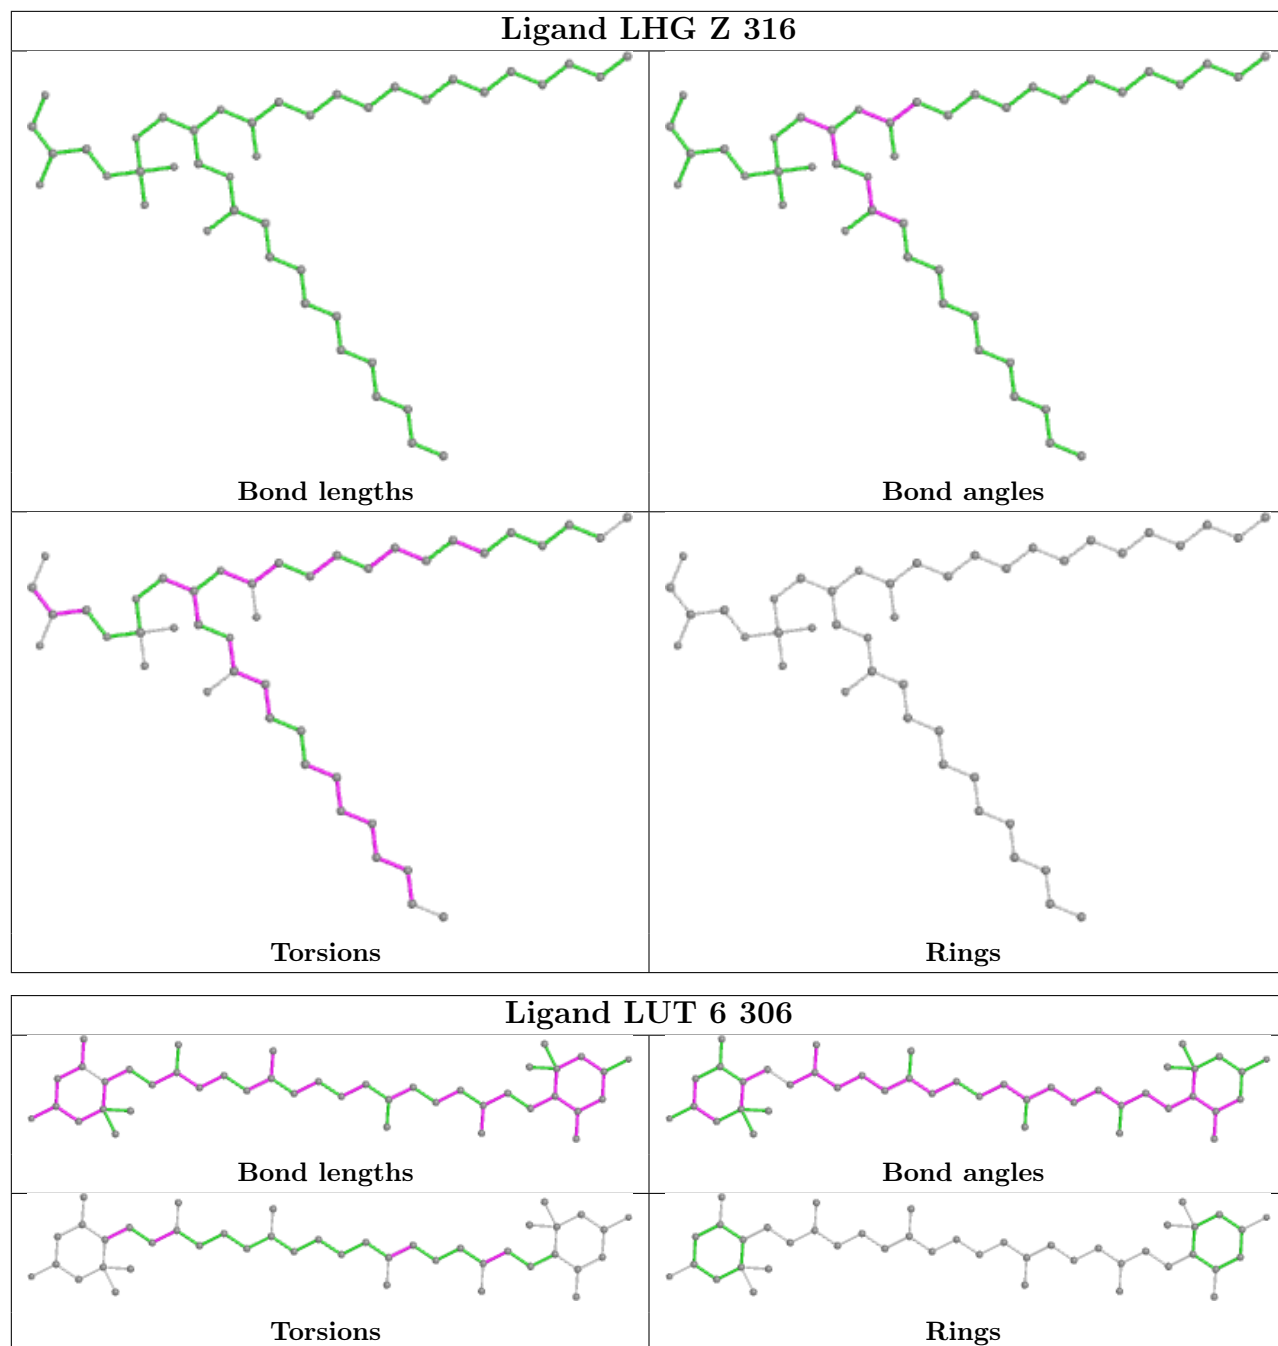 Ligand LHG Z 316
Bond lengths
Bond angles
Torsions
Rings
Ligand LUT 6 306
Bond lengths
Bond angles
Torsions
Rings